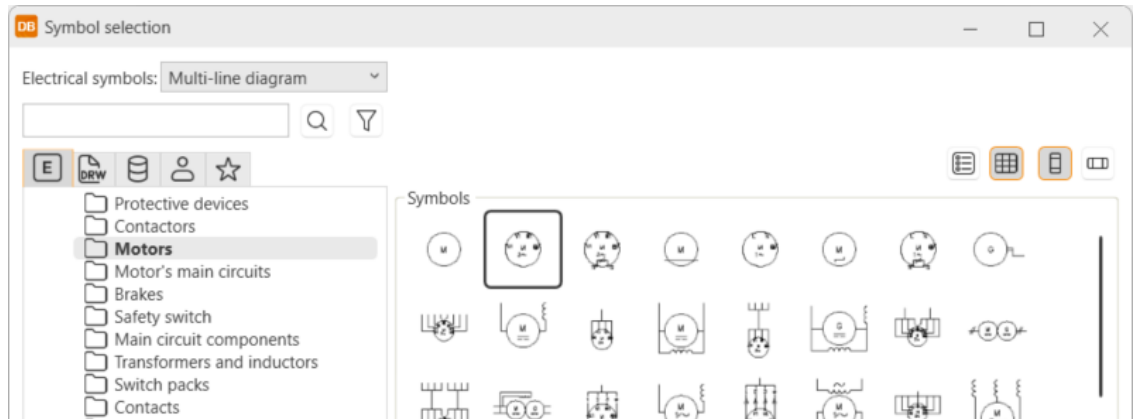 DB Symbol selection
Electrical symbols: Multi-line diagram
E DRW
Protective devices
Contactors
Motors
Motor's main circuits
Brakes
Safety switch
Main circuit components
Transformers and inductors
Switch packs
Contacts
Symbols
M M G
M M G